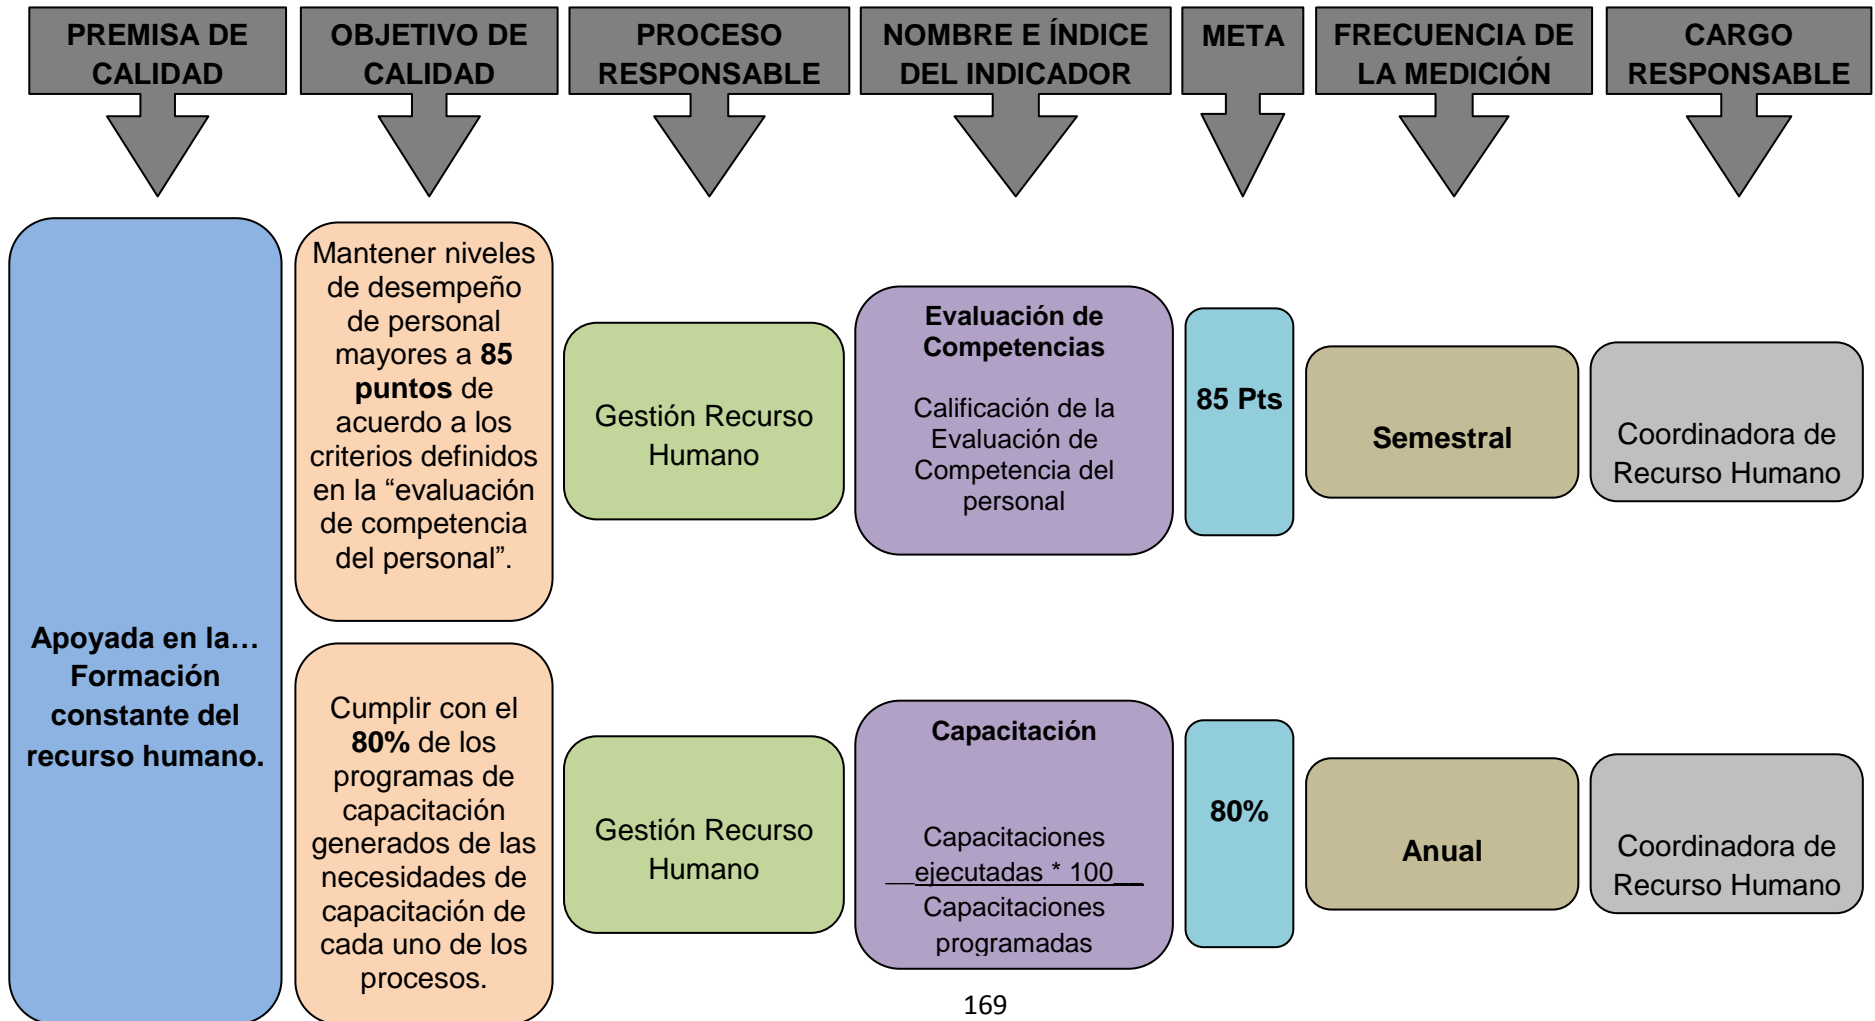 PREMISA DE
CALIDAD
OBJETIVO DE
CALIDAD
PROCESO
RESPONSABLE
NOMBRE E ÍNDICE
DEL INDICADOR
META
FRECUENCIA DE
LA MEDICIÓN
CARGO
RESPONSABLE
Apoyada en la…
Formación
constante del
recurso humano.
Mantener niveles
de desempeño
de personal
mayores a 85
puntos de
acuerdo a los
criterios definidos
en la “evaluación
de competencia
del personal”.
Gestión Recurso
Humano
Evaluación de
Competencias
Calificación de la
Evaluación de
Competencia del
personal
85 Pts
Semestral
Coordinadora de
Recurso Humano
Cumplir con el
80% de los
programas de
capacitación
generados de las
necesidades de
capacitación de
cada uno de los
procesos.
Gestión Recurso
Humano
Capacitación
Capacitaciones
__ejecutadas * 100__
Capacitaciones
programadas
80%
Anual
Coordinadora de
Recurso Humano
169